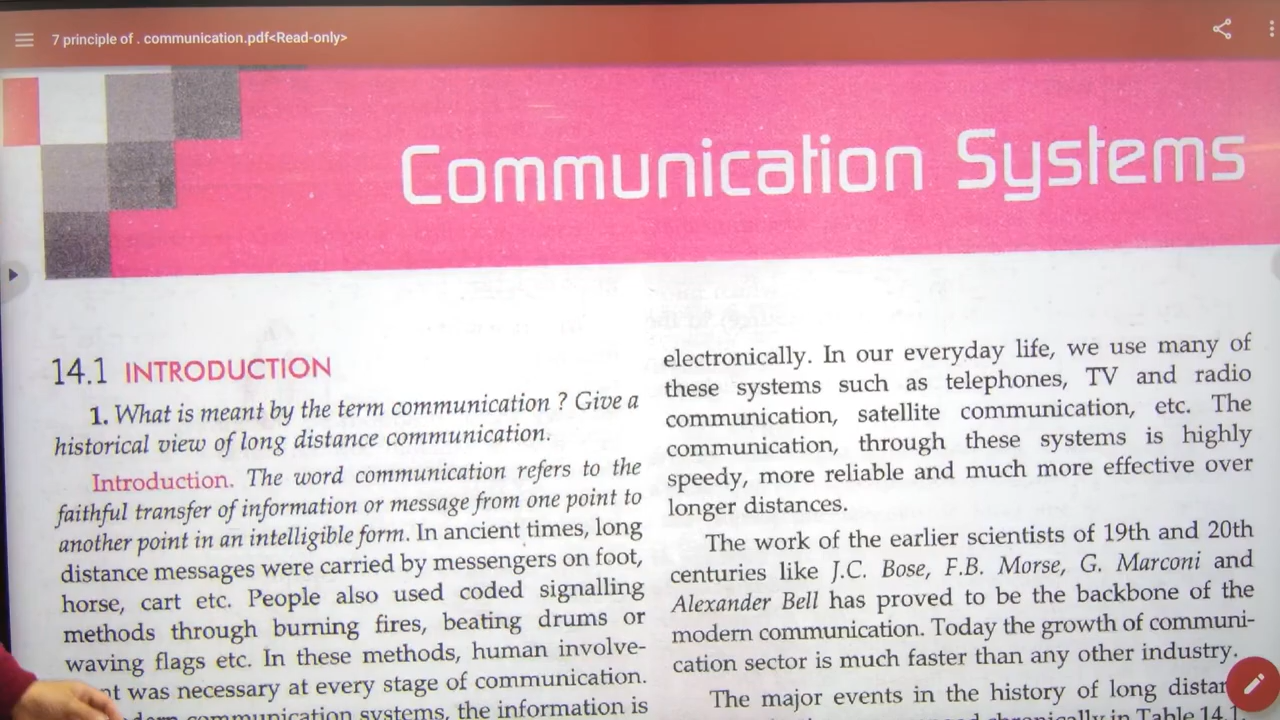 7 principle of . communication.pdf<Read-only>
Communication Systems
14.1 INTRODUCTION
1. What is meant by the term communication ? Give a
historical view of long distance communication.
Introduction. The word communication refers to the
faithful transfer of information or message from one point to
another point in an intelligible form. In ancient times, long
distance messages were carried by messengers on foot,
horse, cart etc. People also used coded signalling
methods through burning fires, beating drums or
waving flags etc. In these methods, human involve-
was necessary at every stage of communication.
communication systems, the information is
electronically. In our everyday life, we use many of
these systems such as telephones, TV and radio
communication, satellite communication, etc. The
communication, through these systems is highly
speedy, more reliable and much more effective over
longer distances.
The work of the earlier scientists of 19th and 20th
centuries like J.C. Bose, F.B. Morse, G. Marconi and
Alexander Bell has proved to be the backbone of the
modern communication. Today the growth of communi-
cation sector is much faster than any other industry.
The major events in the history of long
chronically in Table 14.1.